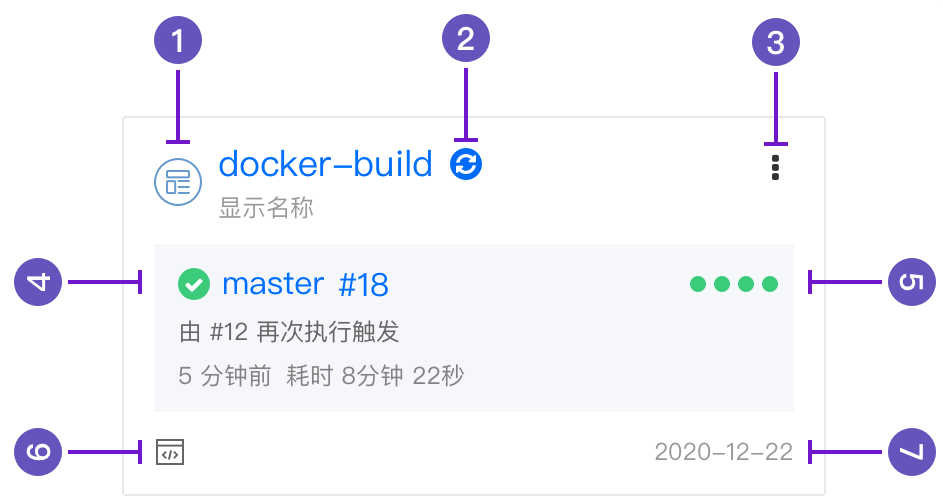 1
2
3
docker-build
显示名称
4
master #18
5
由 #12 再次执行触发
5 分钟前 耗时 8分钟 22秒
6
</>
2020-12-22
7